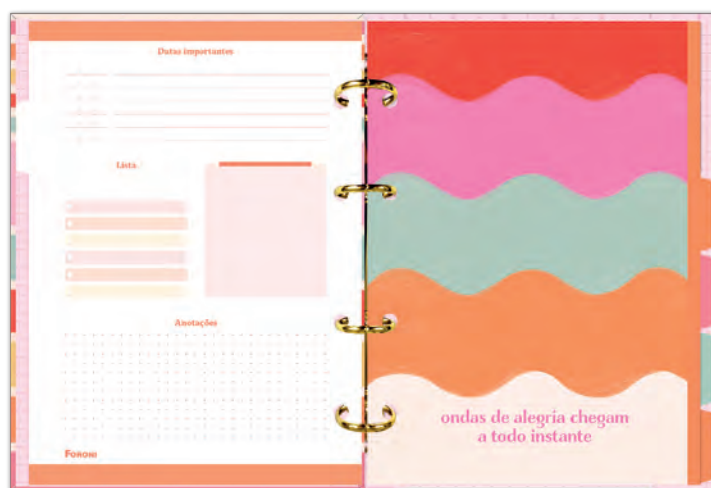 Datas importantes
Lista
Anotações
FORONI
ondas de alegria chegam
a todo instante